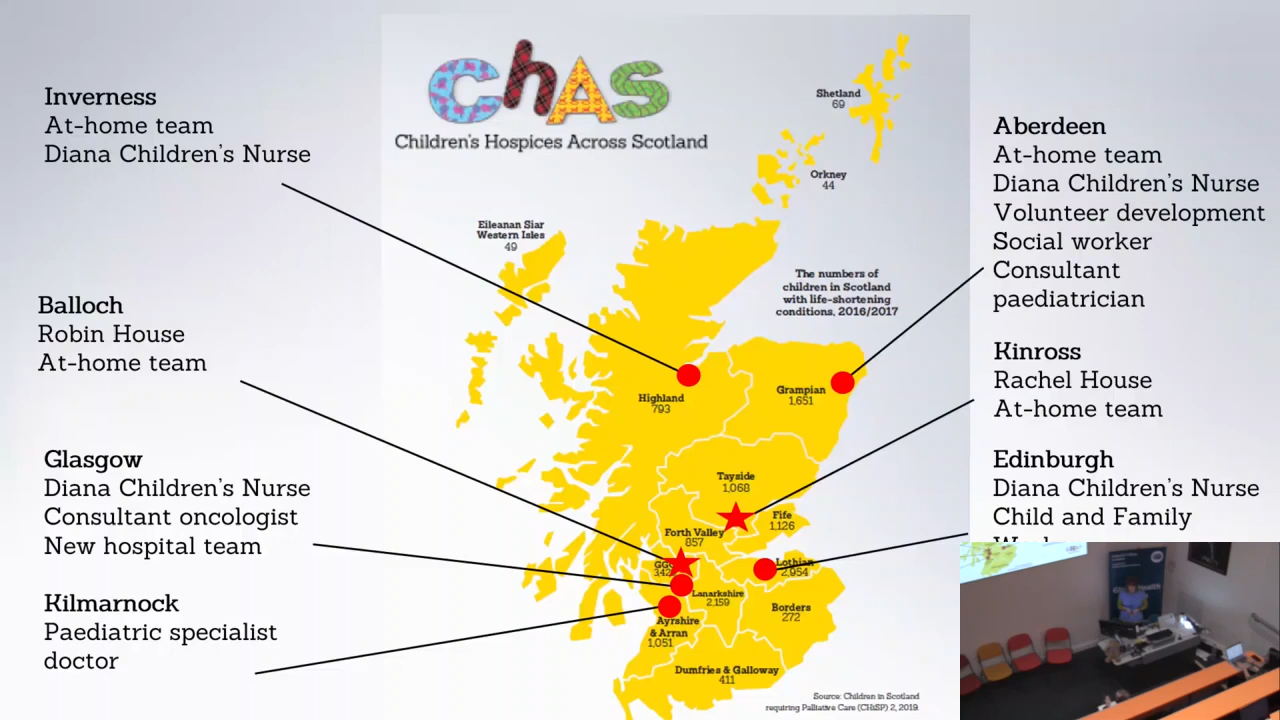 Inverness
At-home team
Diana Children's Nurse
Balloch
Robin House
At-home team
Glasgow
Diana Children's Nurse
Consultant oncologist
New hospital team
Kilmarnock
Paediatric specialist
doctor
CHAS
Children's Hospices Across Scotland
Shetland
69
Orkney
44
Eileanan Siar
Western Isles
49
The numbers of
children in Scotland
with life-shortening
conditions, 2016/2017
Highland
793
Grampian
1,651
Tayside
1,068
Fife
1,126
Forth Valley
857
Lothian
2,954
Lanarkshire
2,159
Borders
272
Ayrshire
& Arran
1,051
Dumfries & Galloway
411
Source: Children in Scotland
requiring Palliative Care (CHiSP) 2, 2019.
Aberdeen
At-home team
Diana Children's Nurse
Volunteer development
Social worker
Consultant
paediatrician
Kinross
Rachel House
At-home team
Edinburgh
Diana Children's Nurse
Child and Family